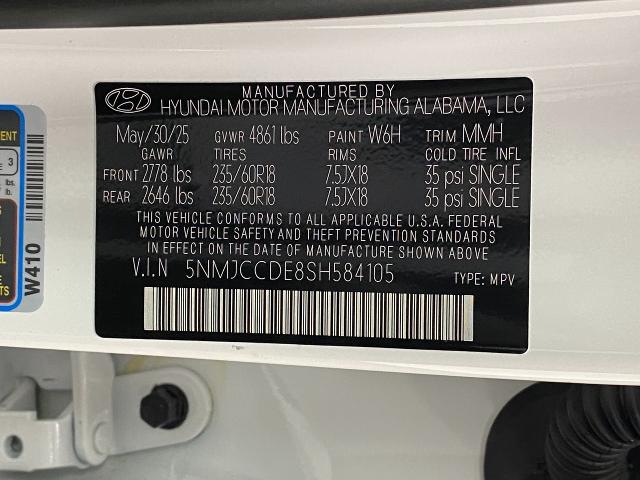 MANUFACTURED BY
HYUNDAI MOTOR MANUFACTURING ALABAMA, LLC
May/30/25 GVWR 4861 lbs PAINT W6H TRIM MMH
GAWR TIRES RIMS COLD TIRE INFL
FRONT 2778 lbs 235/60R18 7.5JX18 35 psi SINGLE
REAR 2646 lbs 235/60R18 7.5JX18 35 psi SINGLE
THIS VEHICLE CONFORMS TO ALL APPLICABLE U.S.A. FEDERAL
MOTOR VEHICLE SAFETY AND THEFT PREVENTION STANDARDS
IN EFFECT ON THE DATE OF MANUFACTURE SHOWN ABOVE
V.I.N 5NMJCCDE8SH584105 TYPE: MPV
W410
3
lbs.